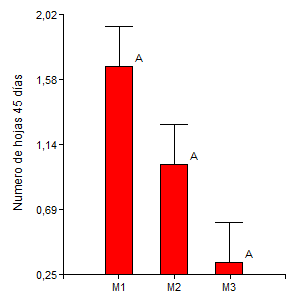 Numero de hojas 45 días
2,02
1,58
1,14
0,69
0,25
A
A
A
M1 M2 M3